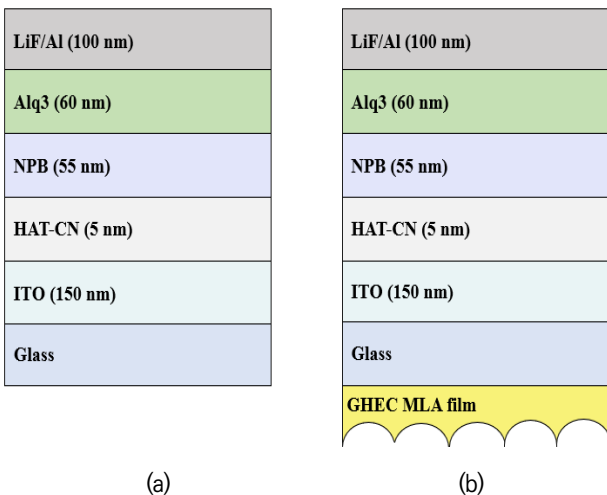 LiF/Al (100 nm)
Alq3 (60 nm)
NPB (55 nm)
HAT-CN (5 nm)
ITO (150 nm)
Glass
(a)
LiF/Al (100 nm)
Alq3 (60 nm)
NPB (55 nm)
HAT-CN (5 nm)
ITO (150 nm)
Glass
GHEC MLA film
(b)